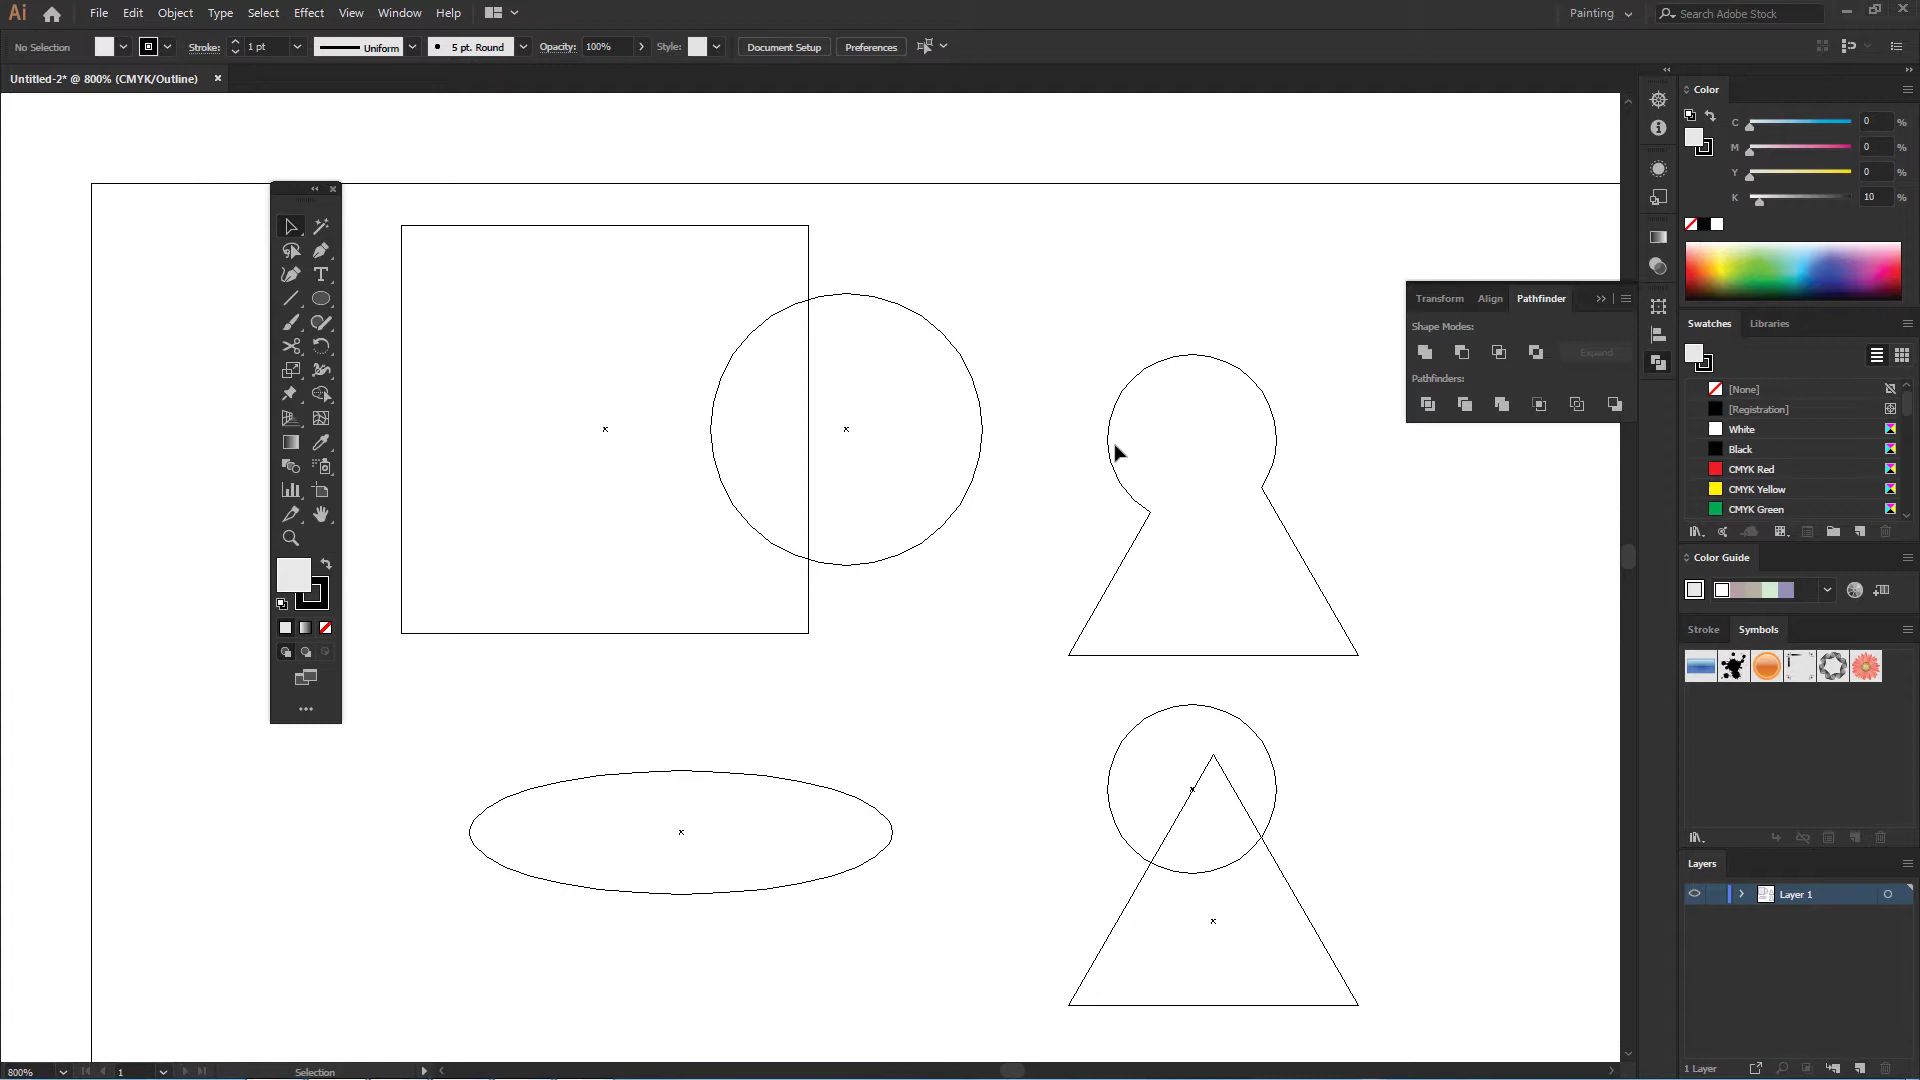 Ai File Edit Object Type Select Effect View Window Help Painting Search Adobe Stock
No Selection Stroke: 1 pt Uniform 5 pt. Round Opacity: 100% Style: Document Setup Preferences
Untitled-2* @ 800% (CMYK/Outline)
Color
C 0 %
M 0 %
Y 0 %
K 10 %
Transform Align Pathfinder
Shape Modes:
Expand
Pathfinders:
Swatches Libraries
[None]
[Registration]
White
Black
CMYK Red
CMYK Yellow
CMYK Green
Color Guide
Stroke Symbols
Layers
Layer 1
1 Layer
800% 1 Selection